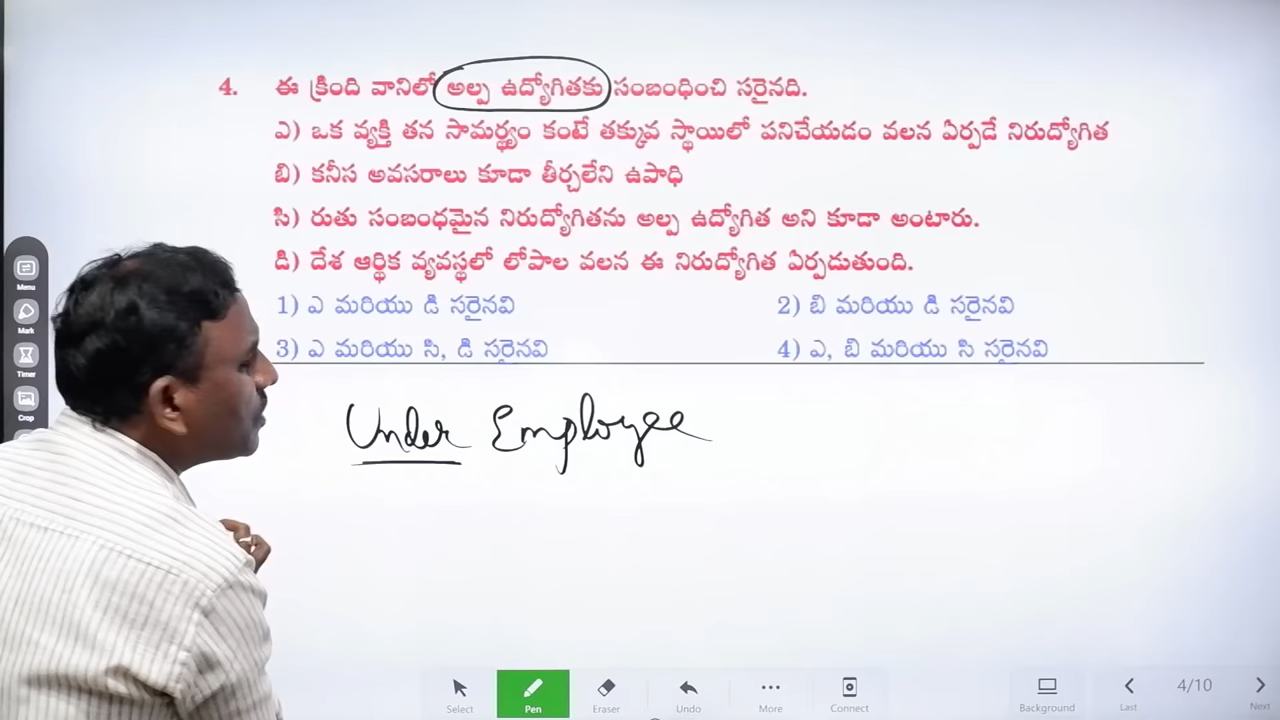 4. ఈ క్రింది వానిలో అల్ప ఉద్యోగితకు సంబంధించి సరైనది.
ఎ) ఒక వ్యక్తి తన సామర్థ్యం కంటే తక్కువ స్థాయిలో పనిచేయడం వలన ఏర్పడే నిరుద్యోగిత
బి) కనీస అవసరాలు కూడా తీర్చలేని ఉపాధి
సి) రుతు సంబంధమైన నిరుద్యోగితను అల్ప ఉద్యోగిత అని కూడా అంటారు.
డి) దేశ ఆర్థిక వ్యవస్థలో లోపాల వలన ఈ నిరుద్యోగిత ఏర్పడుతుంది.
1) ఎ మరియు డి సరైనవి 2) బి మరియు డి సరైనవి
3) ఎ మరియు సి, డి సరైనవి 4) ఎ, బి మరియు సి సరైనవి
Under Employee
Menu
Mark
Timer
Crop
Select Pen Eraser Undo More Connect Background Last 4/10 Next